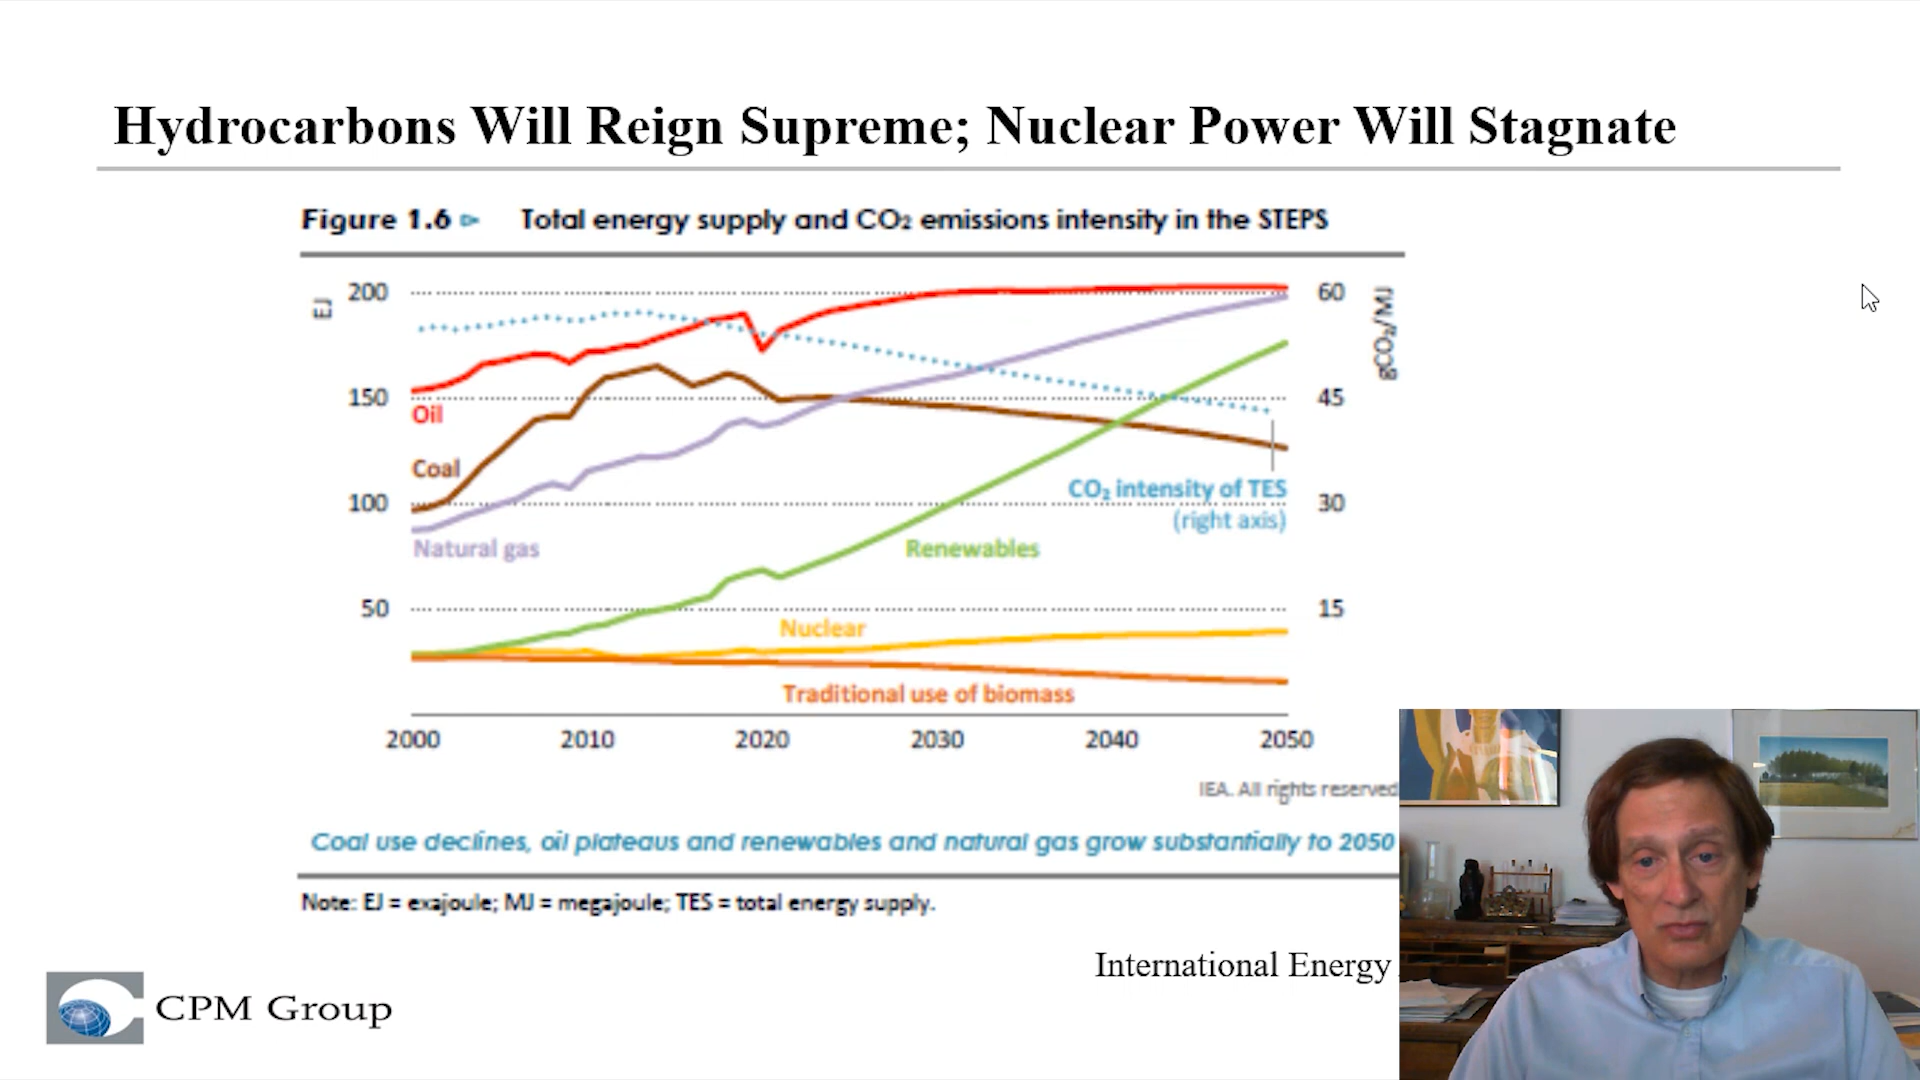 Hydrocarbons Will Reign Supreme; Nuclear Power Will Stagnate
Figure 1.6 ▻ Total energy supply and CO₂ emissions intensity in the STEPS
EJ
200
150
100
50
60
45
30
15
gCO₂/MJ
Oil
Coal
Natural gas
CO₂ intensity of TES
(right axis)
Renewables
Nuclear
Traditional use of biomass
2000 2010 2020 2030 2040 2050
IEA. All rights reserved
Coal use declines, oil plateaus and renewables and natural gas grow substantially to 2050
Note: EJ = exajoule; MJ = megajoule; TES = total energy supply.
International Energy
CPM Group